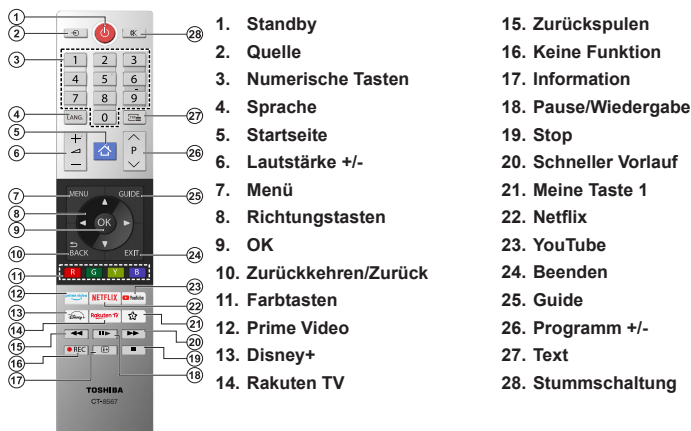 1
2
28
3
1 2 3
4 5 6
7 8 9
4
LANG.
0
27
5
6
P
26
7
MENU
GUIDE
25
8
OK
9
10
BACK
EXIT
24
11
R G Y B
12
prime video
NETFLIX
YouTube
23
22
13
Disney+
Rakuten TV
21
14
20
15
REC
19
16
17
18
TOSHIBA
CT-8567
1. Standby
2. Quelle
3. Numerische Tasten
4. Sprache
5. Startseite
6. Lautstärke +/-
7. Menü
8. Richtungstasten
9. OK
10. Zurückkehren/Zurück
11. Farbtasten
12. Prime Video
13. Disney+
14. Rakuten TV
15. Zurückspulen
16. Keine Funktion
17. Information
18. Pause/Wiedergabe
19. Stop
20. Schneller Vorlauf
21. Meine Taste 1
22. Netflix
23. YouTube
24. Beenden
25. Guide
26. Programm +/-
27. Text
28. Stummschaltung